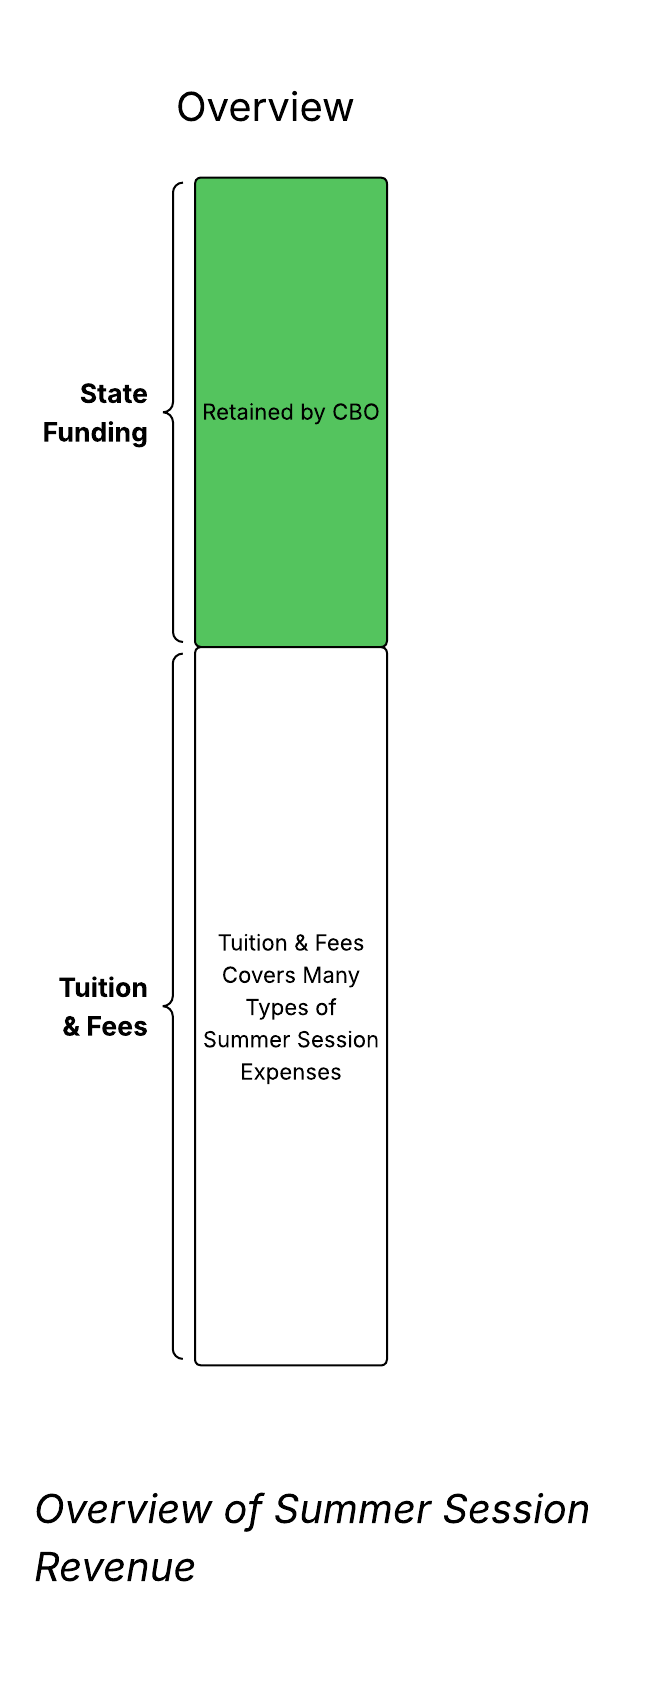 Overview
State
Funding
Retained by CBO
Tuition
& Fees
Tuition & Fees
Covers Many
Types of
Summer Session
Expenses
Overview of Summer Session
Revenue